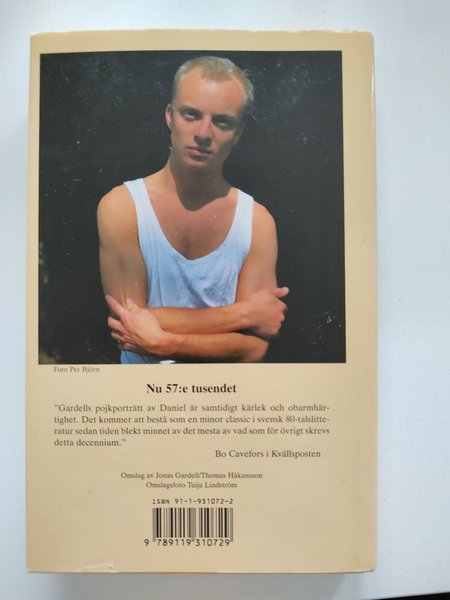 Foto Per Björn
Nu 57:e tusendet
"Gardells pojkporträtt av Daniel är samtidigt kärlek och obarmhär-
tighet. Det kommer att bestå som en minor classic i svensk 80-talslitte-
ratur sedan tiden blekt minnet av det mesta av vad som för övrigt skrevs
detta decennium."
Bo Cavefors i Kvällsposten
Omslag av Jonas Gardell/Thomas Håkansson
Omslagsfoto Tuija Lindström
ISBN 91-1-931072-2
9 789119 310729